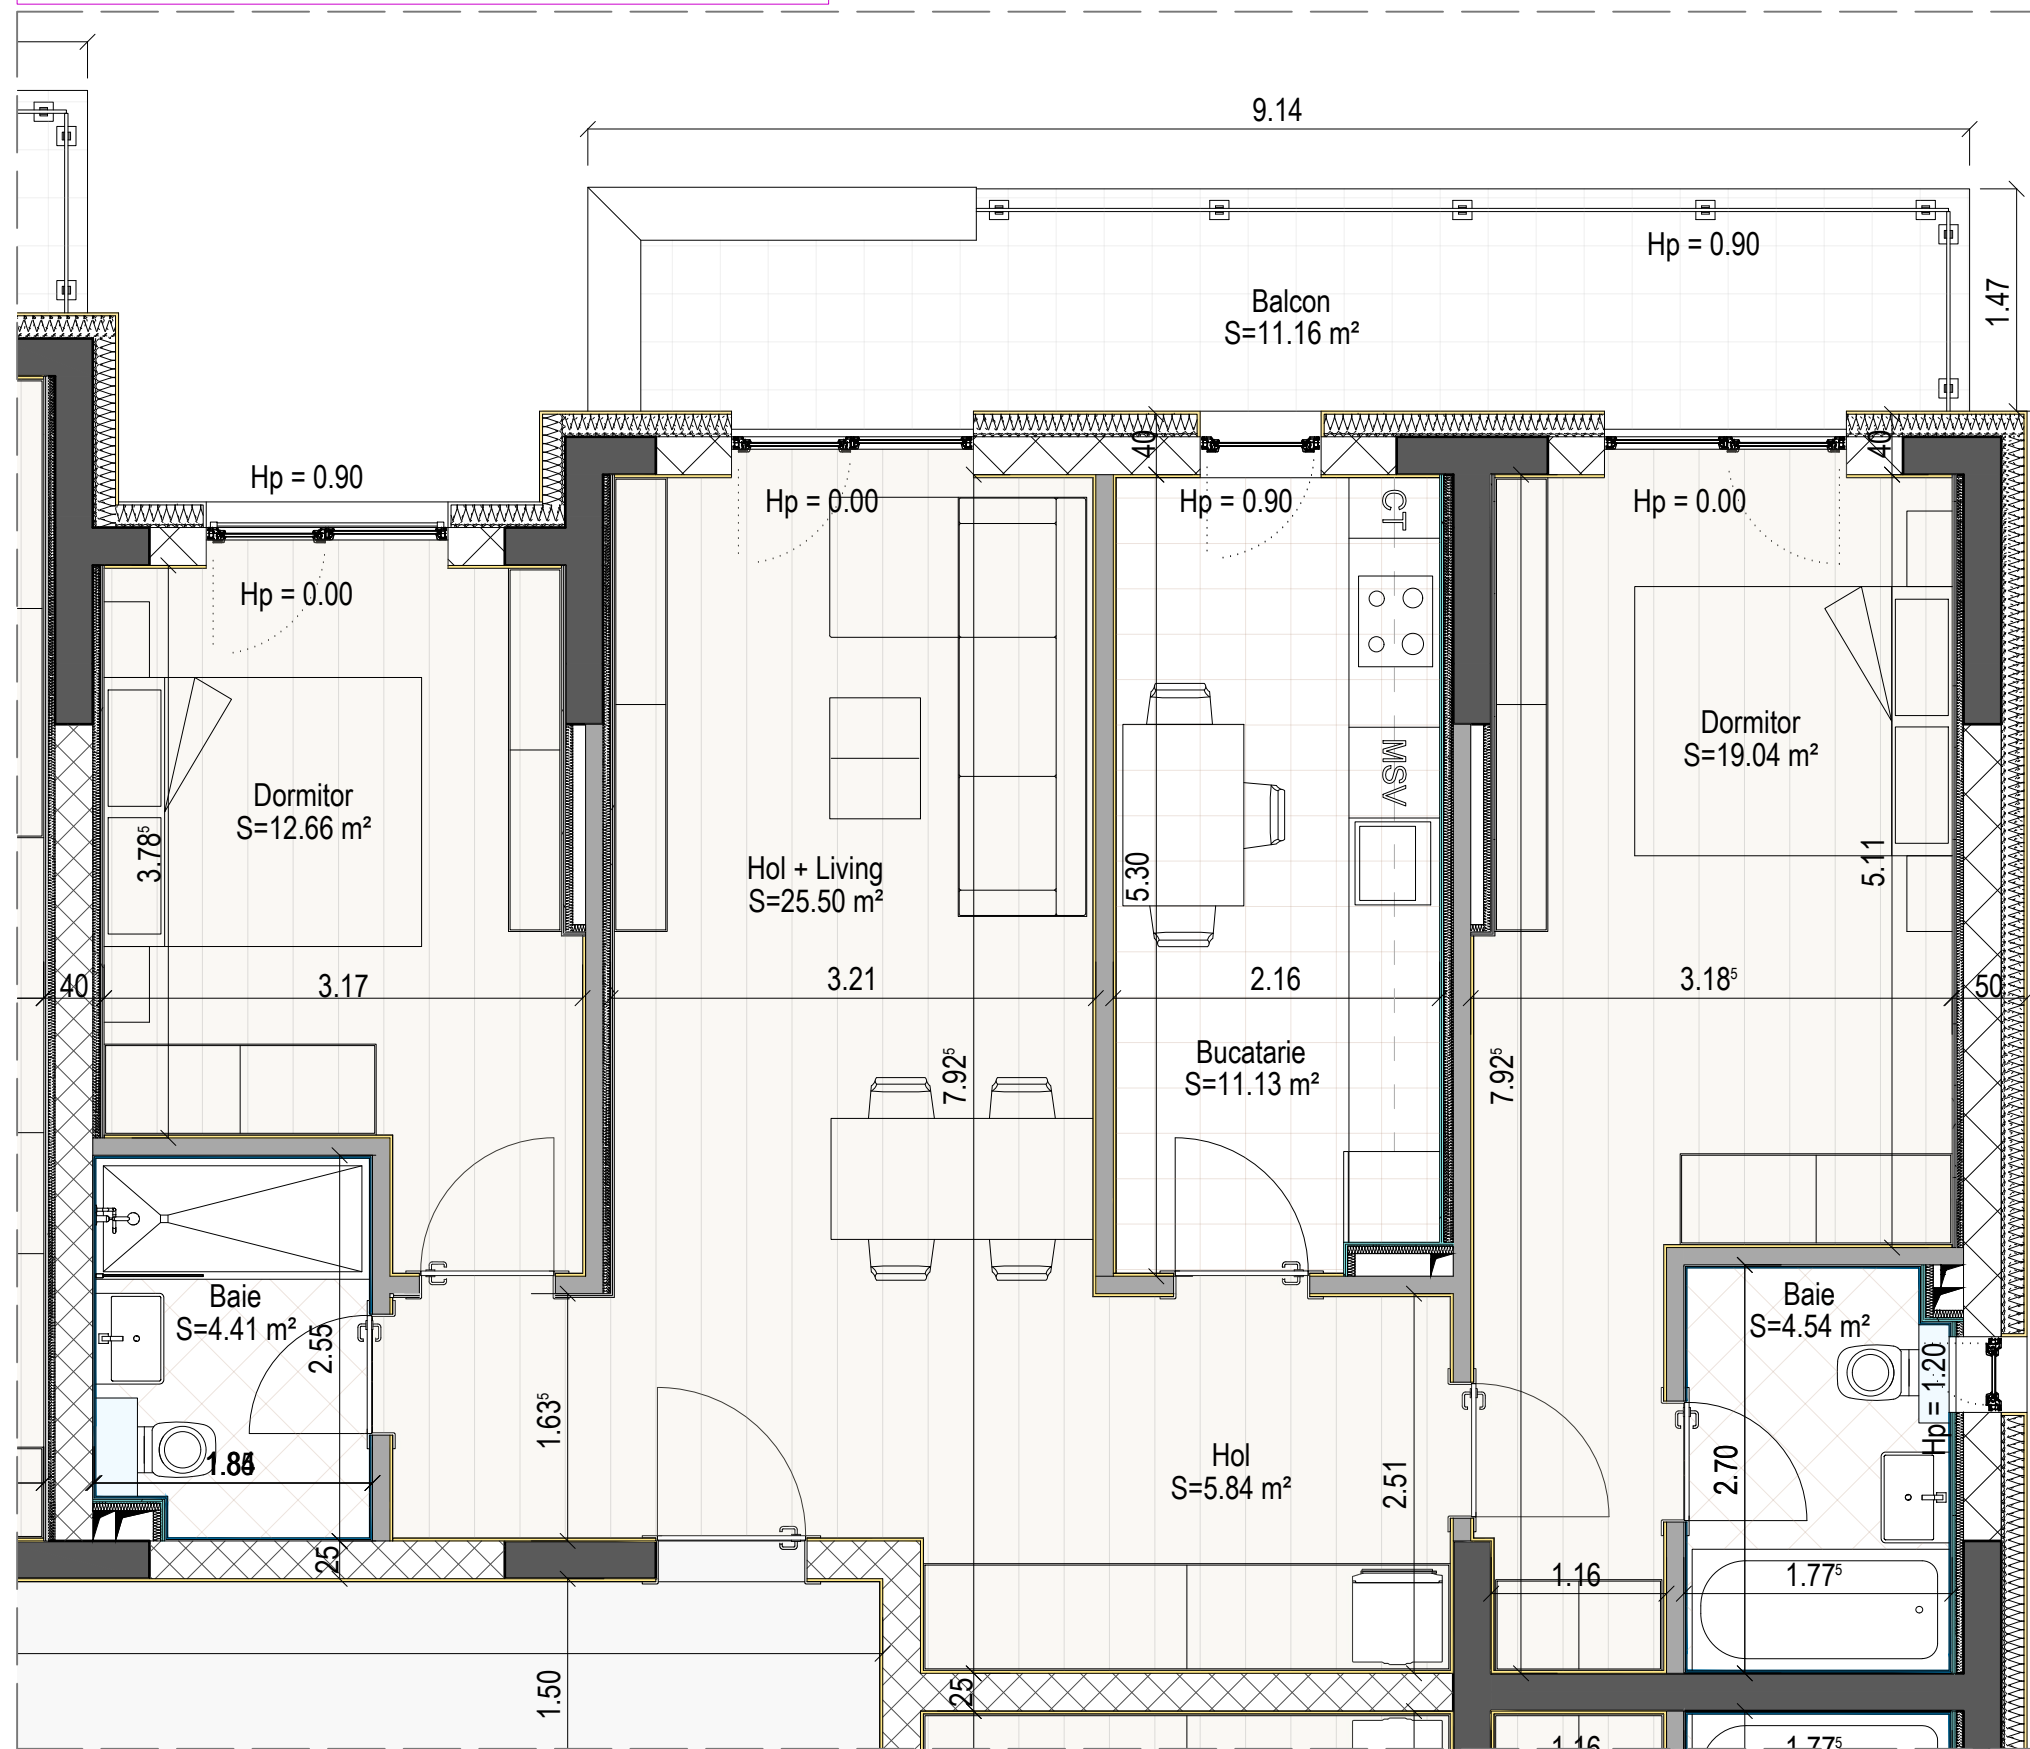 9.14
Hp = 0.90
1.47
Balcon
S=11.16 m²
40
40
Hp = 0.90
Hp = 0.00
Hp = 0.90
CT
Hp = 0.00
Hp = 0.00
Dormitor
S=19.04 m²
MSV
Dormitor
S=12.66 m²
3.78⁵
Hol + Living
S=25.50 m²
5.30
5.11
40
3.17
3.21
2.16
3.18⁵
50
Bucatarie
S=11.13 m²
7.92⁵
7.92⁵
Baie
S=4.41 m²
2.55
Baie
S=4.54 m²
Hp = 1.20
1.63⁵
Hol
S=5.84 m²
2.51
2.70
25
1.16
1.77⁵
1.50
25
1.16
1.77⁵